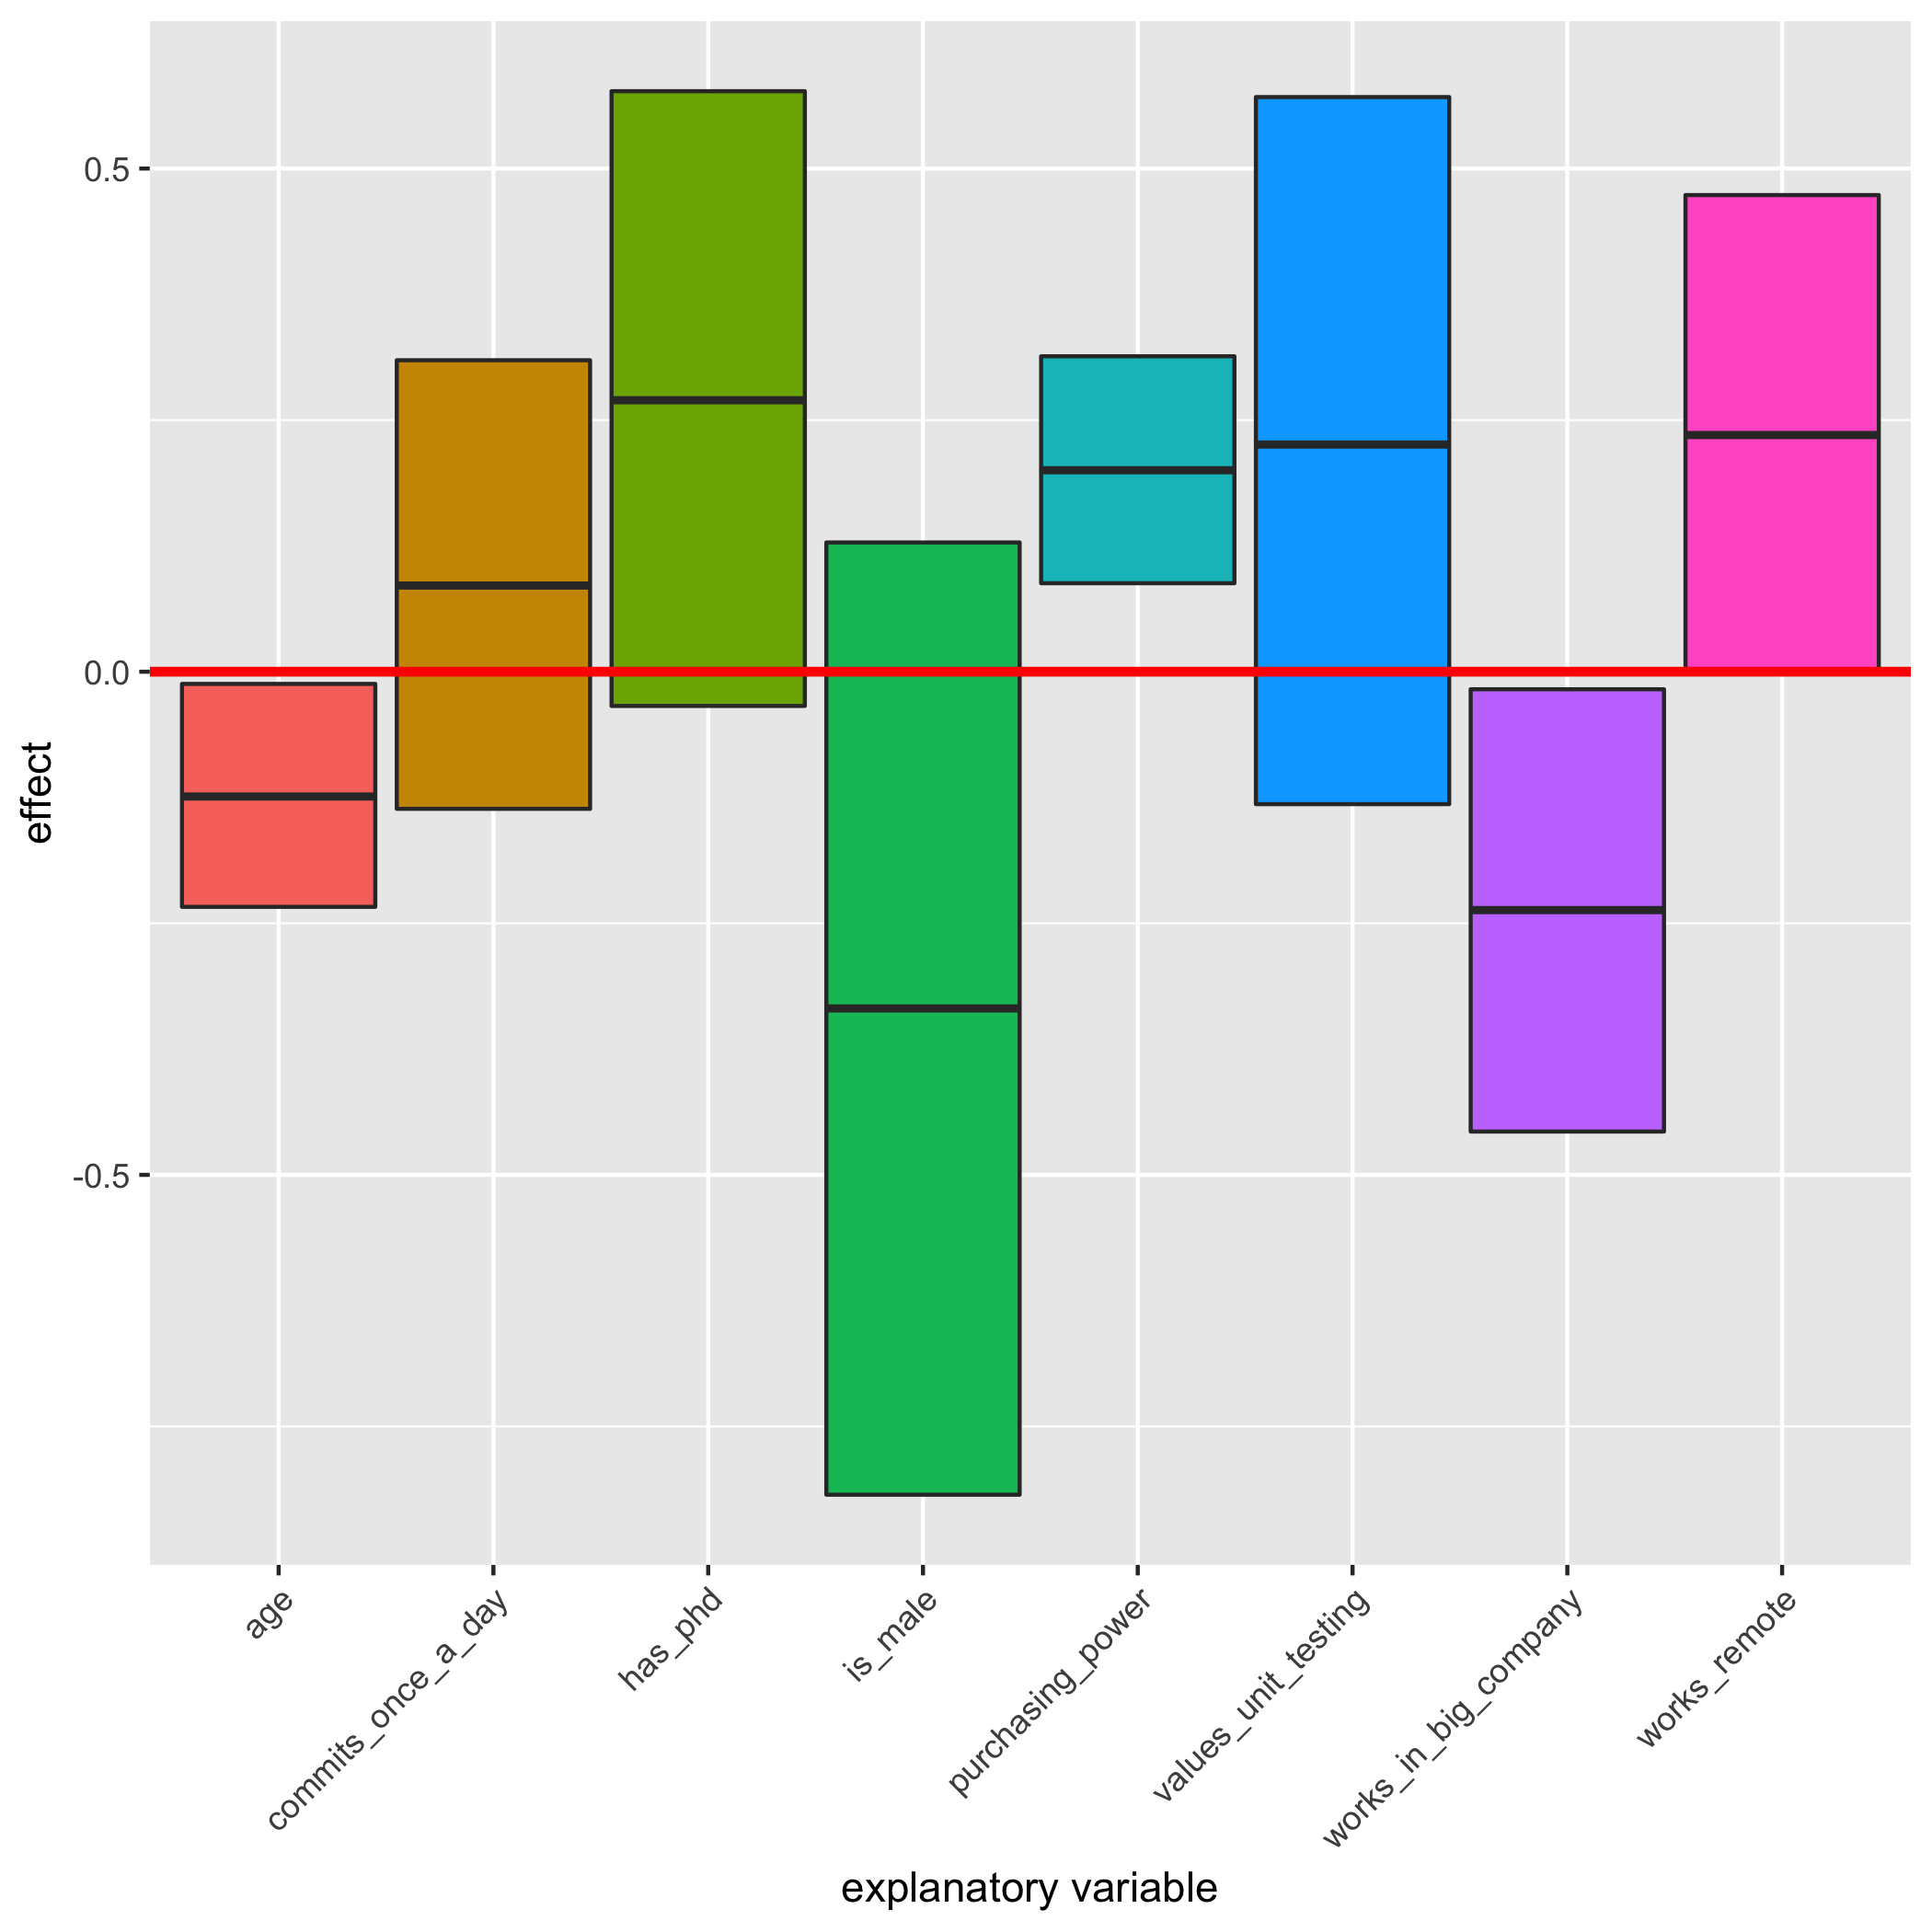 effect
0.5
0.0
-0.5
age
commits_once_a_day
has_phd
is_male
purchasing_power
values_unit_testing
works_in_big_company
works_remote
explanatory variable